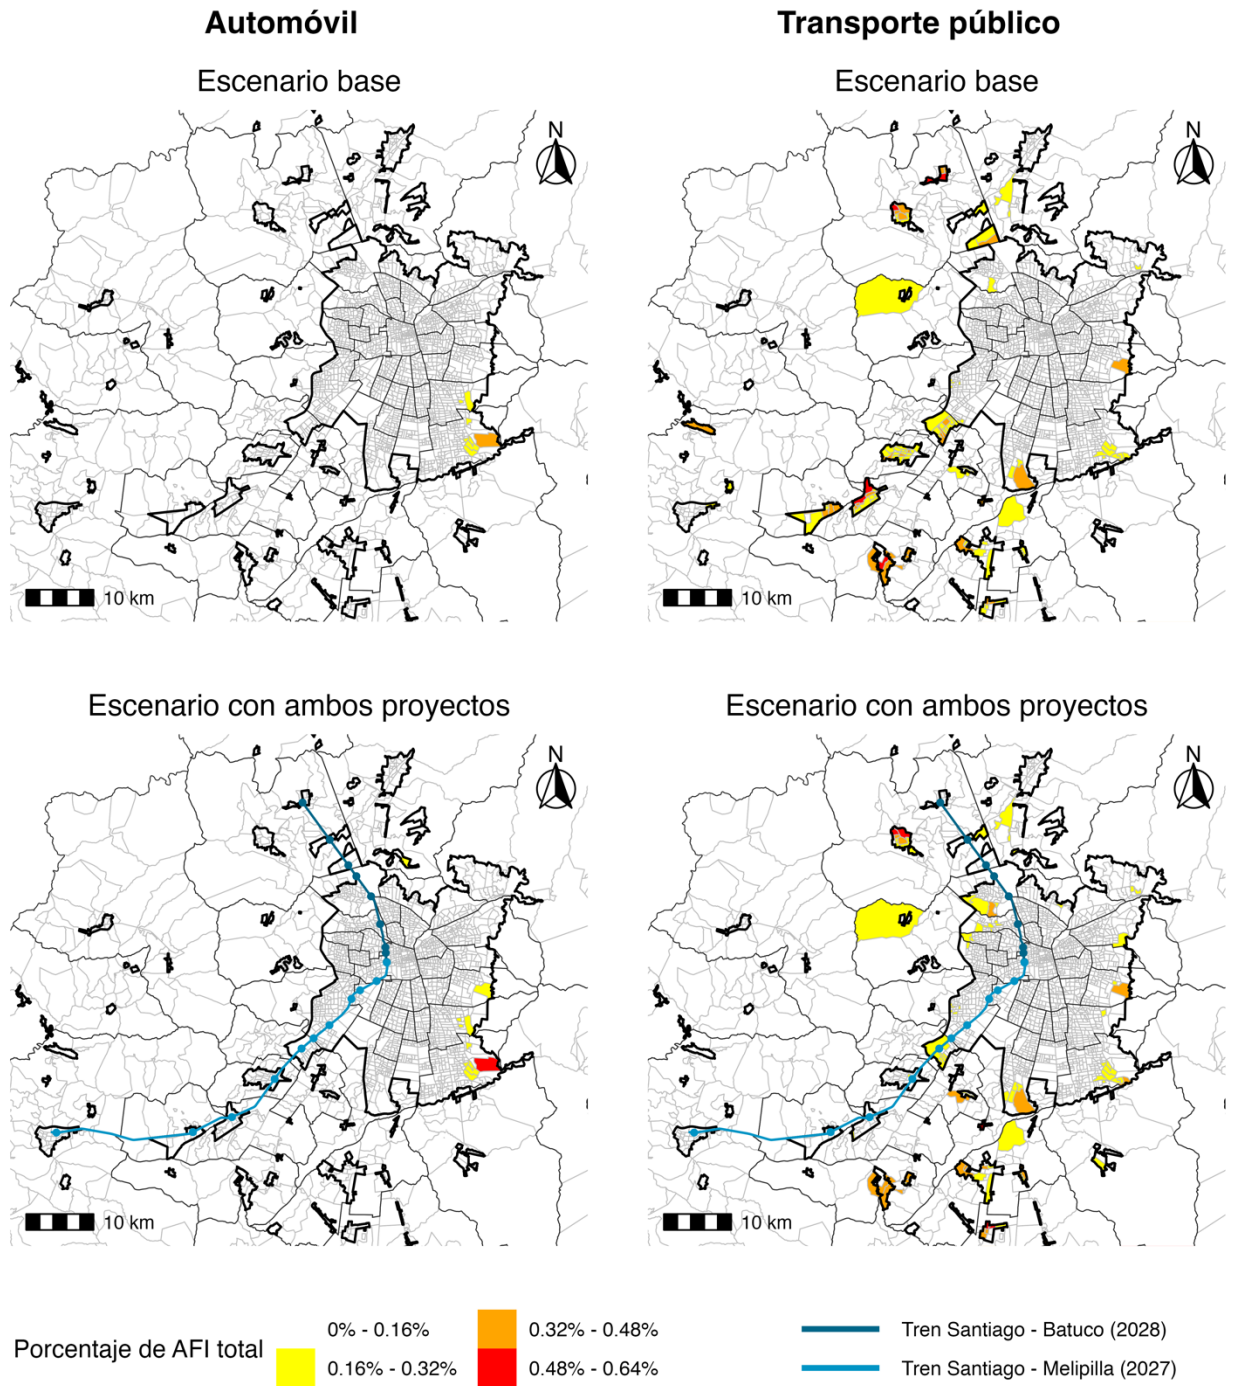 Automóvil
Transporte público
Escenario base
Escenario base
N
N
10 km
10 km
Escenario con ambos proyectos
Escenario con ambos proyectos
N
N
10 km
10 km
Porcentaje de AFI total
0% - 0.16%
0.16% - 0.32%
0.32% - 0.48%
0.48% - 0.64%
Tren Santiago - Batuco (2028)
Tren Santiago - Melipilla (2027)